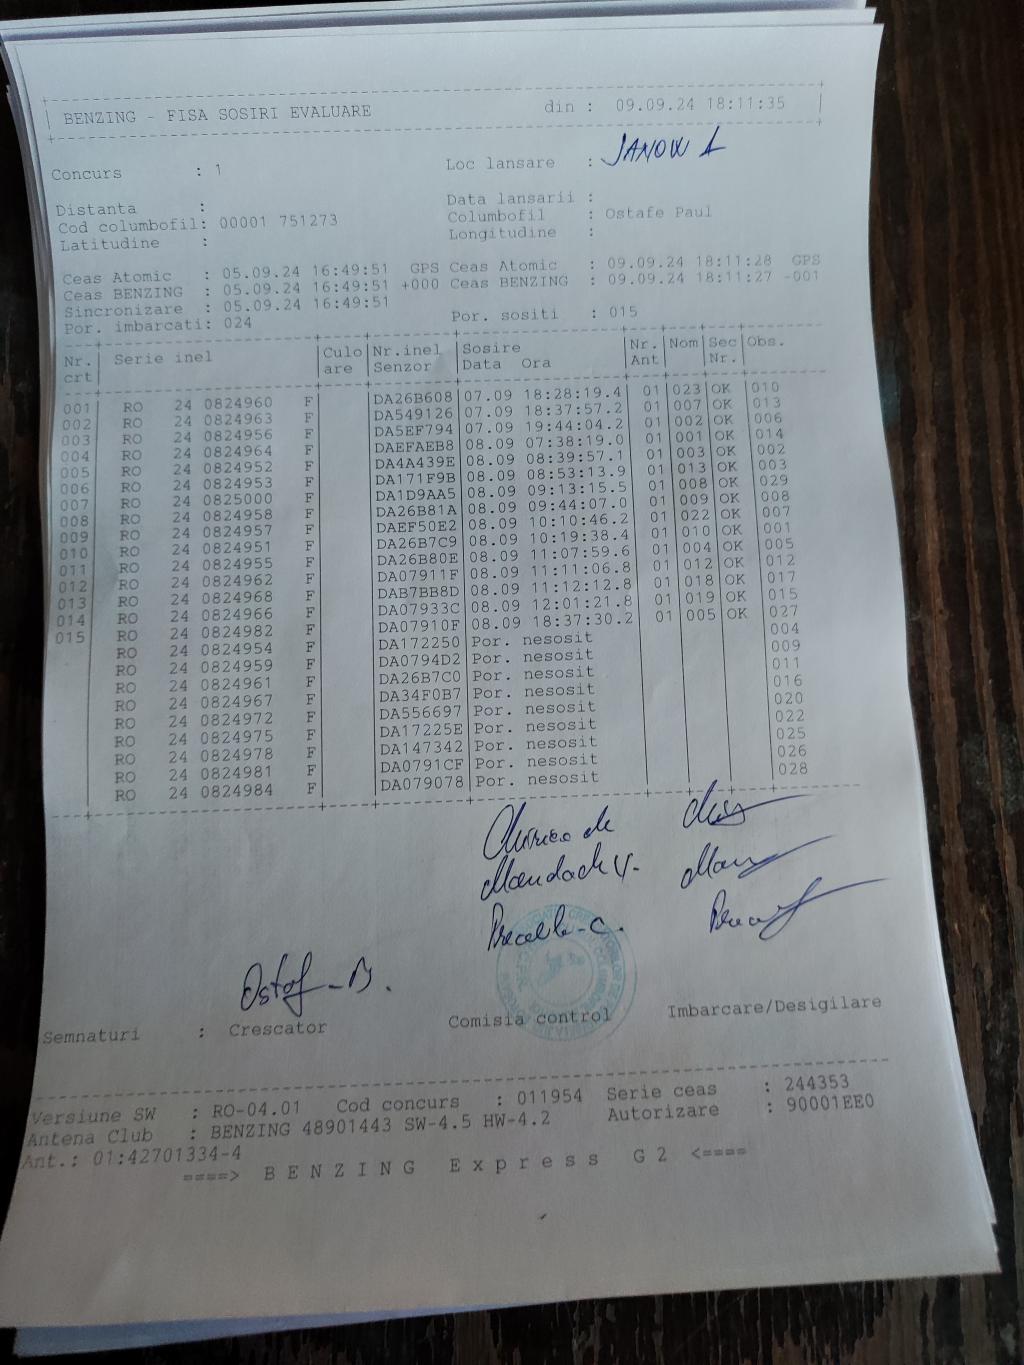 BENZING - FISA SOSIRI EVALUARE din : 09.09.24 18:11:35
Concurs : 1 Loc lansare : JANOW 1
Distanta : Data lansarii :
Cod columbofil: 00001 751273 Columbofil : Ostafe Paul
Latitudine : Longitudine :
Ceas Atomic : 05.09.24 16:49:51 GPS Ceas Atomic : 09.09.24 18:11:28 GPS
Ceas BENZING : 05.09.24 16:49:51 +000 Ceas BENZING : 09.09.24 18:11:27 -001
Sincronizare : 05.09.24 16:49:51
Por. imbarcati: 024 Por. sositi : 015
Nr. Serie inel Culo Nr.inel Sosire Nr. Nom Sec Obs.
crt are Senzor Data Ora Ant Nr.
001 RO 24 0824960 F DA26B608 07.09 18:28:19.4 01 023 OK 010
002 RO 24 0824963 F DA549126 07.09 18:37:57.2 01 007 OK 013
003 RO 24 0824956 F DA5EF794 07.09 19:44:04.2 01 002 OK 006
004 RO 24 0824964 F DAEFAEB8 08.09 07:38:19.0 01 001 OK 014
005 RO 24 0824952 F DA4A439E 08.09 08:39:57.1 01 003 OK 002
006 RO 24 0824953 F DA171F9B 08.09 08:53:13.9 01 013 OK 003
007 RO 24 0825000 F DA1D9AA5 08.09 09:13:15.5 01 008 OK 029
008 RO 24 0824958 F DA26B81A 08.09 09:44:07.0 01 009 OK 008
009 RO 24 0824957 F DAEF50E2 08.09 10:10:46.2 01 022 OK 007
010 RO 24 0824951 F DA26B7C9 08.09 10:19:38.4 01 010 OK 001
011 RO 24 0824955 F DA26B80E 08.09 11:07:59.6 01 004 OK 005
012 RO 24 0824962 F DA07911F 08.09 11:11:06.8 01 012 OK 012
013 RO 24 0824968 F DAB7BB8D 08.09 11:12:12.8 01 018 OK 017
014 RO 24 0824966 F DA07933C 08.09 12:01:21.8 01 019 OK 015
015 RO 24 0824982 F DA07910F 08.09 18:37:30.2 01 005 OK 027
RO 24 0824954 F DA172250 Por. nesosit 004
RO 24 0824959 F DA0794D2 Por. nesosit 009
RO 24 0824961 F DA26B7C0 Por. nesosit 011
RO 24 0824967 F DA34F0B7 Por. nesosit 016
RO 24 0824972 F DA556697 Por. nesosit 020
RO 24 0824975 F DA17225E Por. nesosit 022
RO 24 0824978 F DA147342 Por. nesosit 025
RO 24 0824981 F DA0791CF Por. nesosit 026
RO 24 0824984 F DA079078 Por. nesosit 028
Semnaturi : Crescator Comisia control Imbarcare/Desigilare
Versiune SW : RO-04.01 Cod concurs : 011954 Serie ceas : 244353
Antena Club : BENZING 48901443 SW-4.5 HW-4.2 Autorizare : 90001EE0
Ant.: 01:42701334-4
====> BENZING Express G2 <====